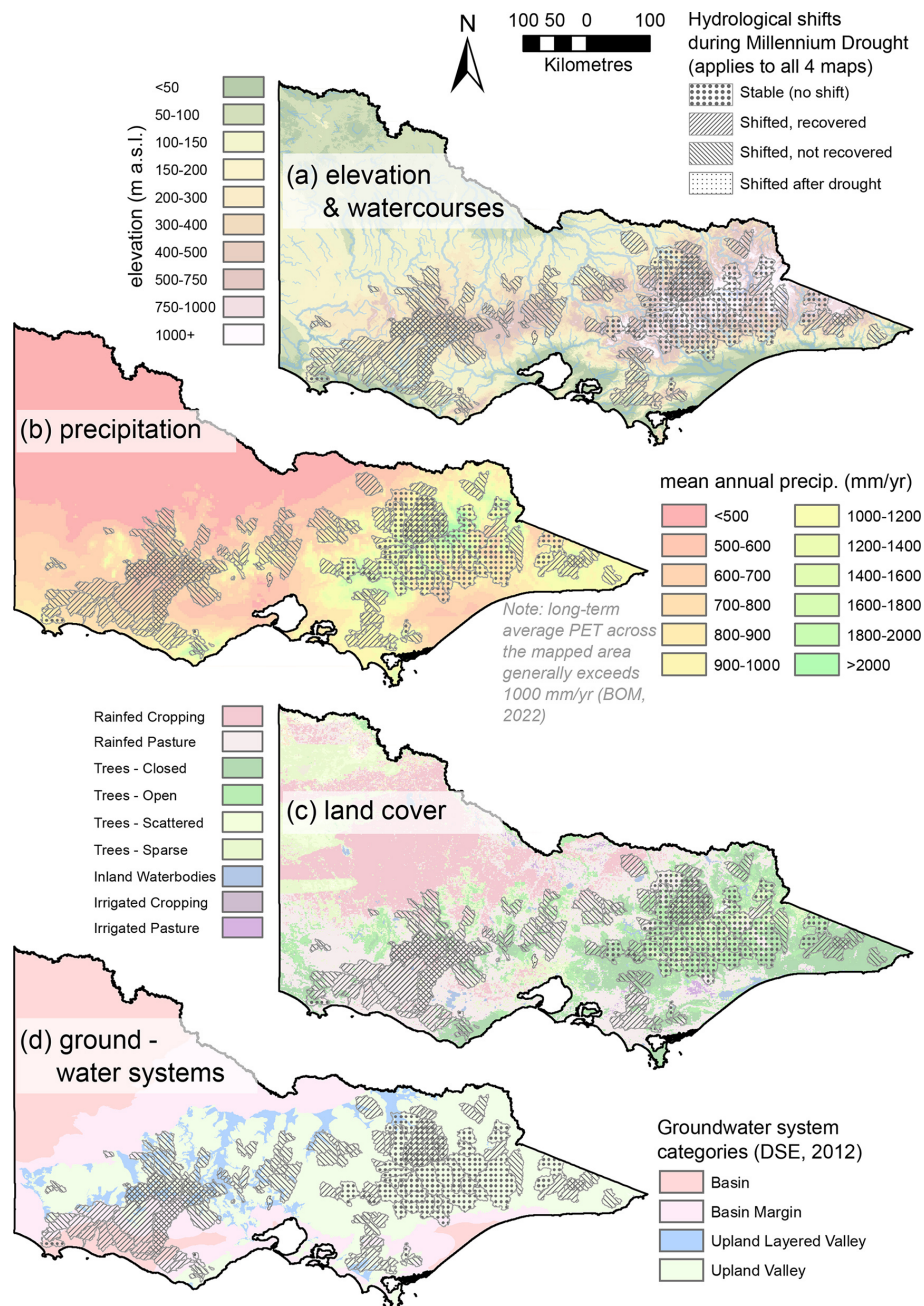 N
100 50 0 100
Kilometres
Hydrological shifts
during Millennium Drought
(applies to all 4 maps)
Stable (no shift)
Shifted, recovered
Shifted, not recovered
Shifted after drought
elevation (m a.s.l.)
<50
50-100
100-150
150-200
200-300
300-400
400-500
500-750
750-1000
1000+
(a) elevation
& watercourses
(b) precipitation
mean annual precip. (mm/yr)
<500
500-600
600-700
700-800
800-900
900-1000
1000-1200
1200-1400
1400-1600
1600-1800
1800-2000
>2000
Note: long-term
average PET across
the mapped area
generally exceeds
1000 mm/yr (BOM,
2022)
Rainfed Cropping
Rainfed Pasture
Trees - Closed
Trees - Open
Trees - Scattered
Trees - Sparse
Inland Waterbodies
Irrigated Cropping
Irrigated Pasture
(c) land cover
(d) ground -
water systems
Groundwater system
categories (DSE, 2012)
Basin
Basin Margin
Upland Layered Valley
Upland Valley